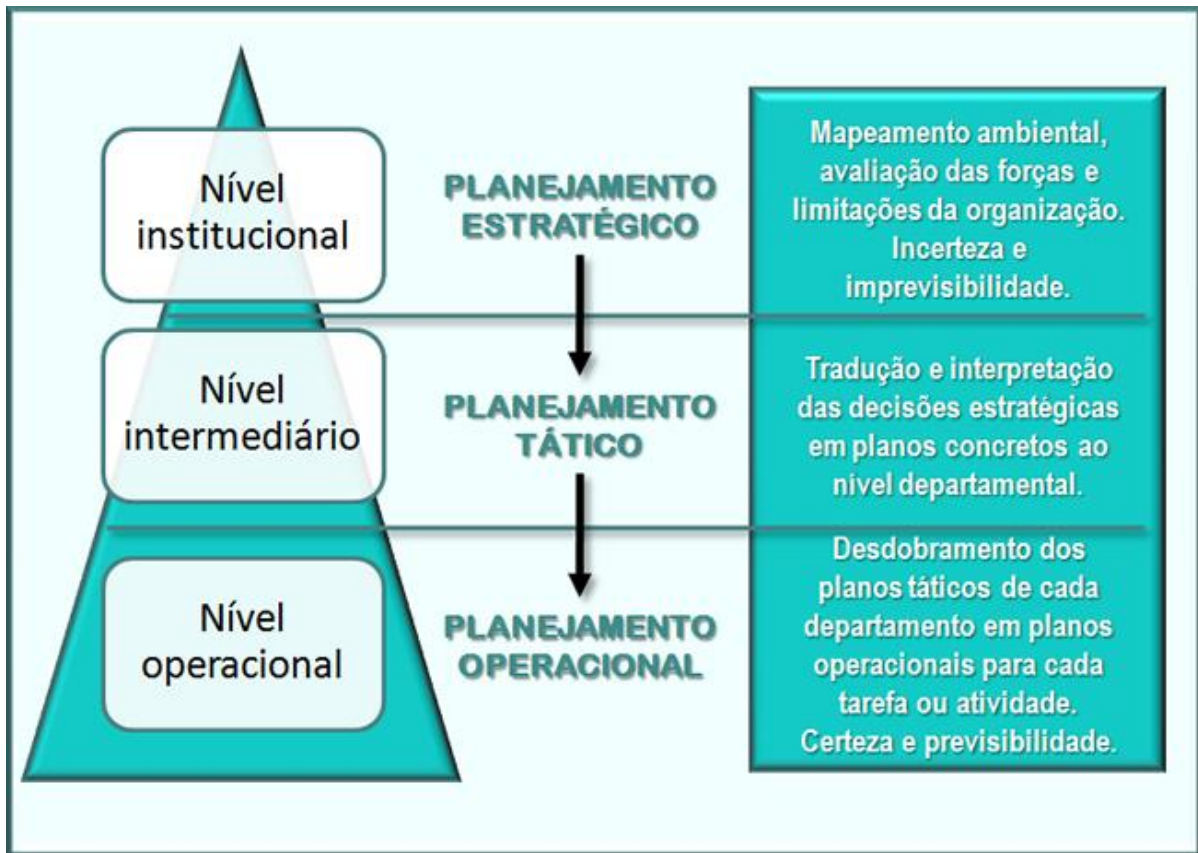 Nível
institucional
PLANEJAMENTO
ESTRATÉGICO
Mapeamento ambiental,
avaliação das forças e
limitações da organização.
Incerteza e
imprevisibilidade.
Nível
intermediário
PLANEJAMENTO
TÁTICO
Tradução e interpretação
das decisões estratégicas
em planos concretos ao
nível departamental.
Nível
operacional
PLANEJAMENTO
OPERACIONAL
Desdobramento dos
planos táticos de cada
departamento em planos
operacionais para cada
tarefa ou atividade.
Certeza e previsibilidade.